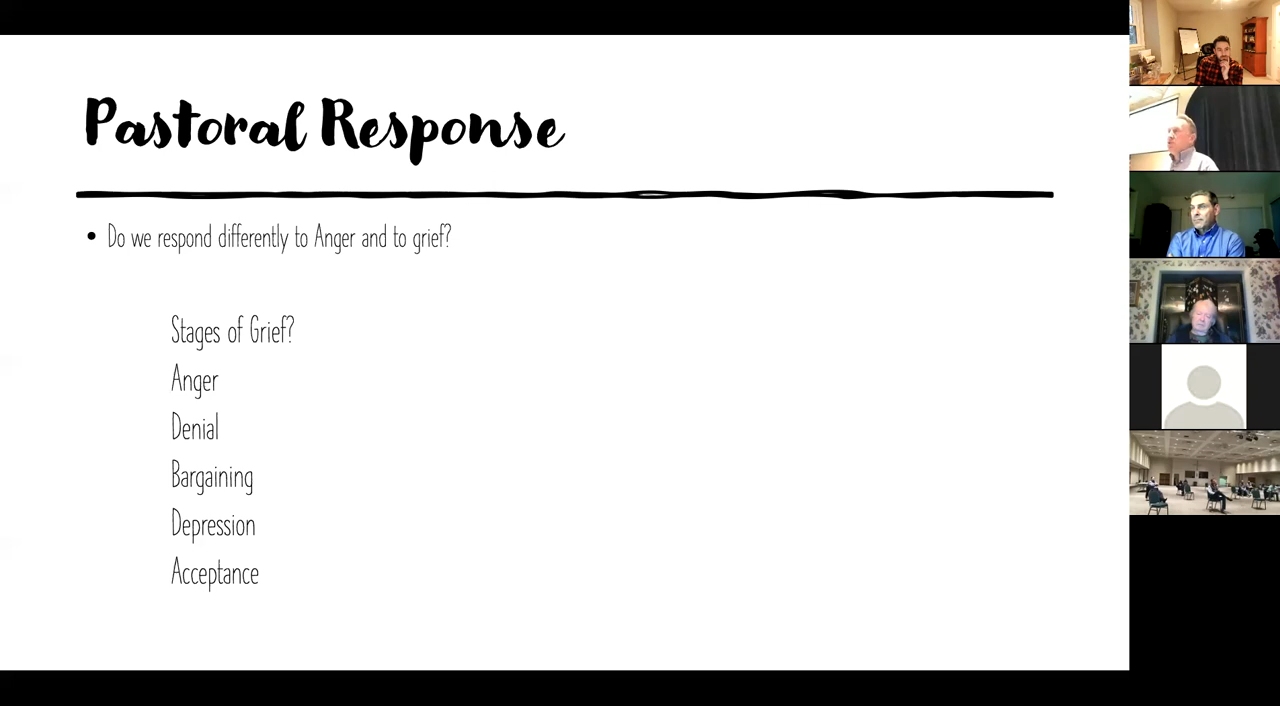 Pastoral Response
• Do we respond differently to Anger and to grief?
Stages of Grief?
Anger
Denial
Bargaining
Depression
Acceptance